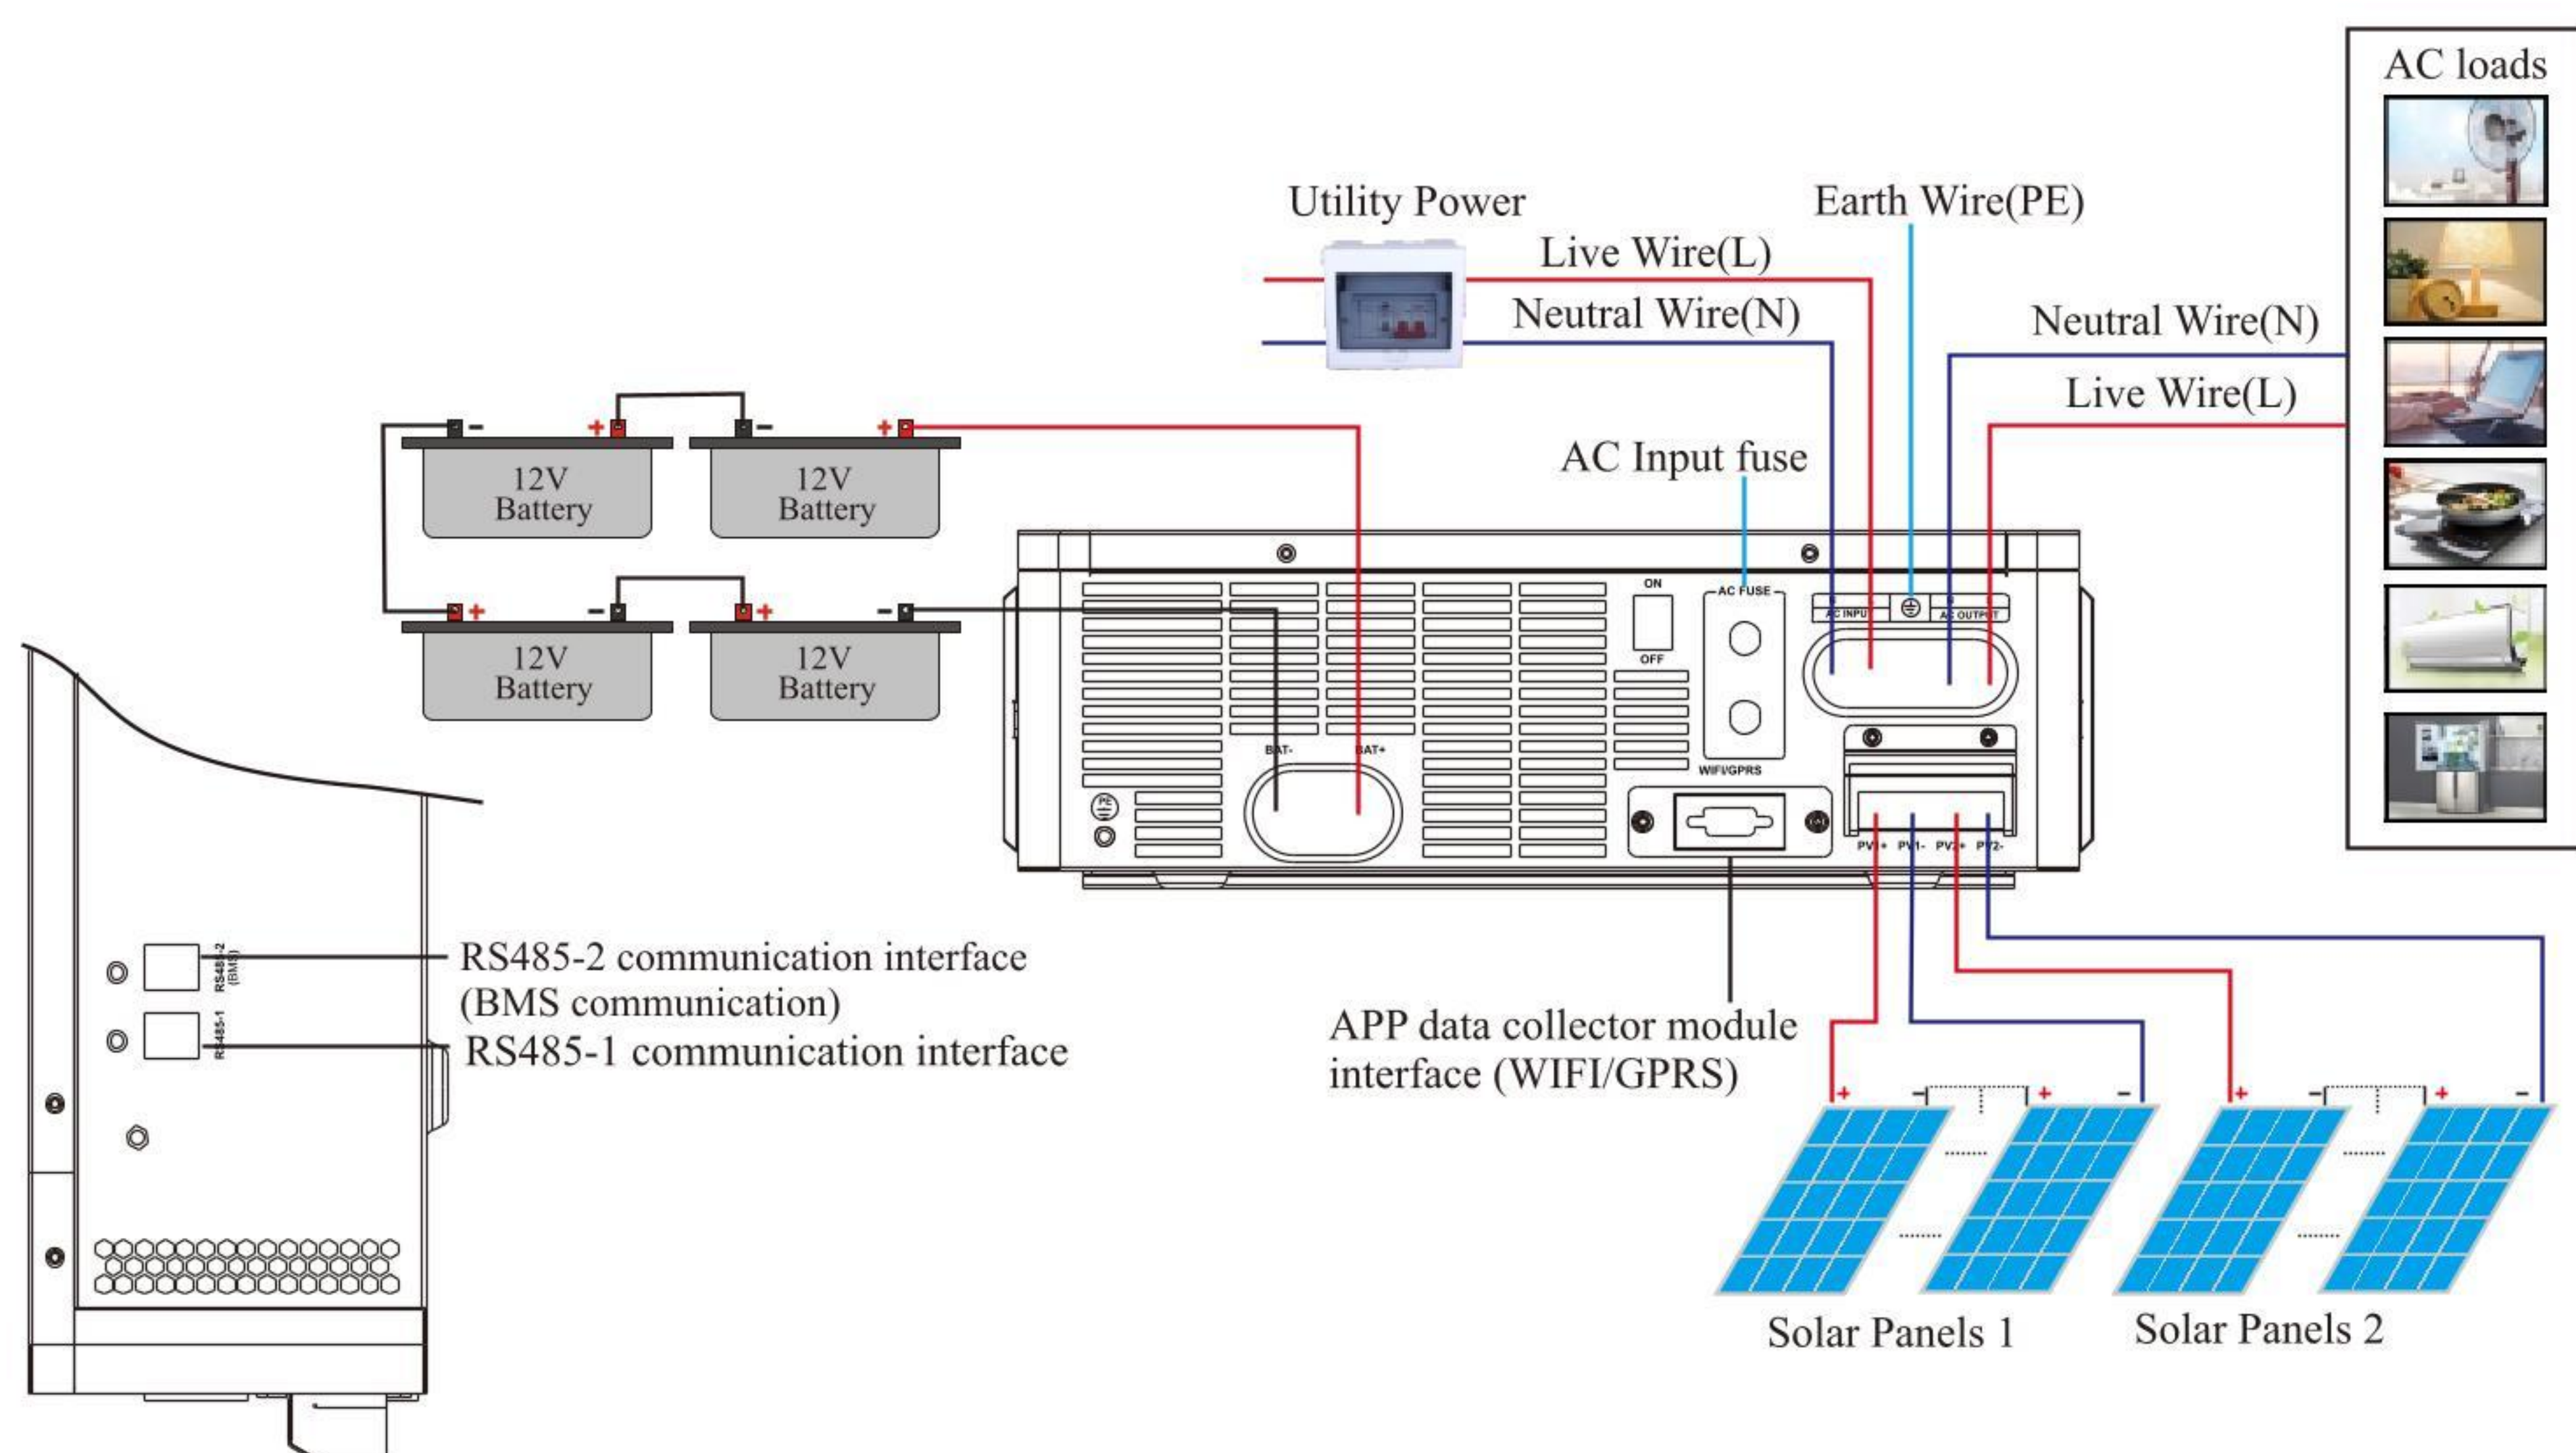 AC loads
Utility Power
Earth Wire(PE)
Live Wire(L)
Neutral Wire(N)
Neutral Wire(N)
Live Wire(L)
AC Input fuse
- + - +
12V
Battery
12V
Battery
+ - + -
12V
Battery
12V
Battery
ON
OFF
AC FUSE
AC INPUT
AC OUTPUT
BAT-
BAT+
WIFI/GPRS
PE
PV1+ PV1- PV2+ PV2-
RS485-2
(BMS)
RS485-1
RS485-2 communication interface
(BMS communication)
RS485-1 communication interface
APP data collector module
interface (WIFI/GPRS)
+ - + - + - + -
Solar Panels 1
Solar Panels 2